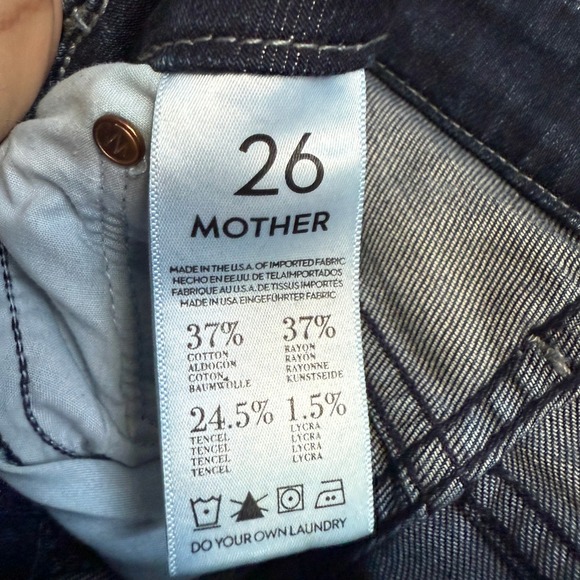 26
MOTHER
MADE IN THE U.S.A. OF IMPORTED FABRIC
HECHO EN EE.UU. DE TELAIMPORTADOS
FABRIQUE AU U.S.A. DE TISSUS IMPORTÉS
MADE IN USA EINGEFÜHRTER FABRIC
37% 37%
COTTON RAYON
ALDOGON RAYON
COTON RAYONNE
BAUMWOLLE KUNSTSEIDE
24.5% 1.5%
TENCEL LYCRA
TENCEL LYCRA
TENCEL LYCRA
TENCEL LYCRA
DO YOUR OWN LAUNDRY
M